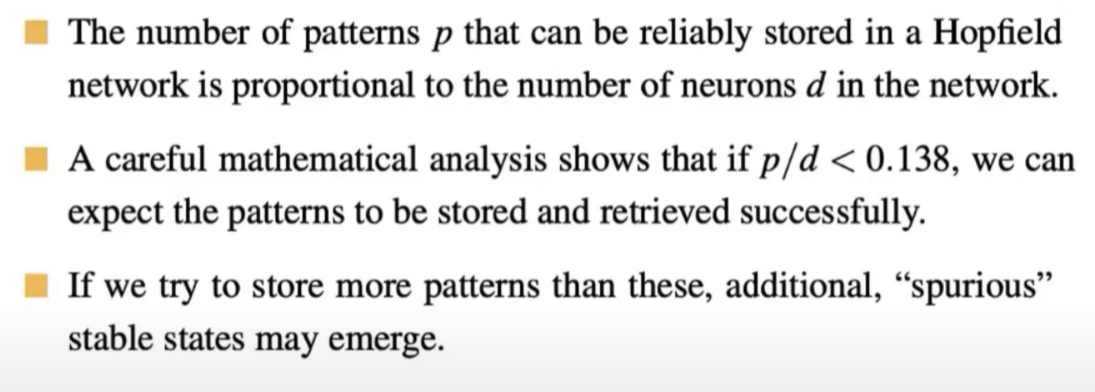 The number of patterns p that can be reliably stored in a Hopfield
network is proportional to the number of neurons d in the network.
A careful mathematical analysis shows that if p/d < 0.138, we can
expect the patterns to be stored and retrieved successfully.
If we try to store more patterns than these, additional, “spurious”
stable states may emerge.